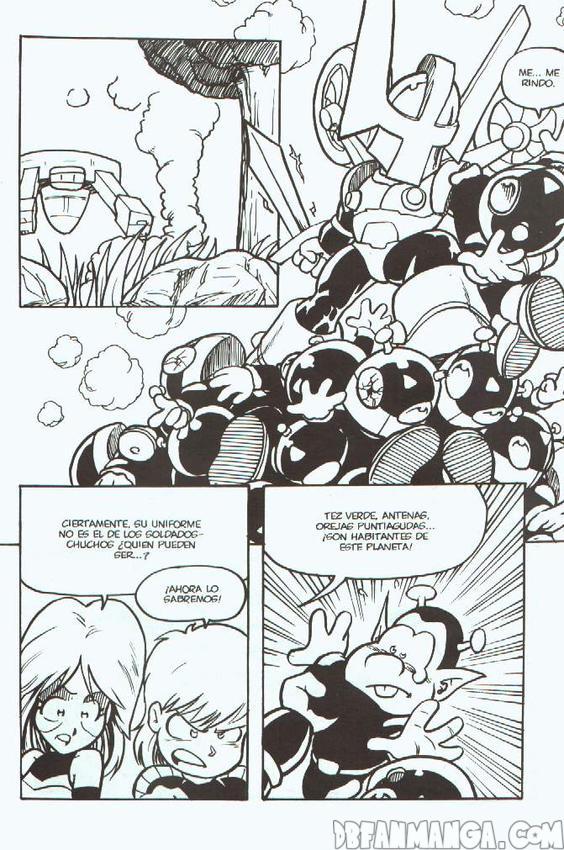 ME... ME
RINDO.
CIERTAMENTE, SU UNIFORME
NO ES EL DE LOS SOLDADOS-
CHUCHOS ¿QUIEN PUEDEN
SER...?
¡AHORA LO
SABREMOS!
TEZ VERDE, ANTENAS,
OREJAS PUNTIAGUDAS...
¡SON HABITANTES DE
ESTE PLANETA!
DBFANMANGA.COM